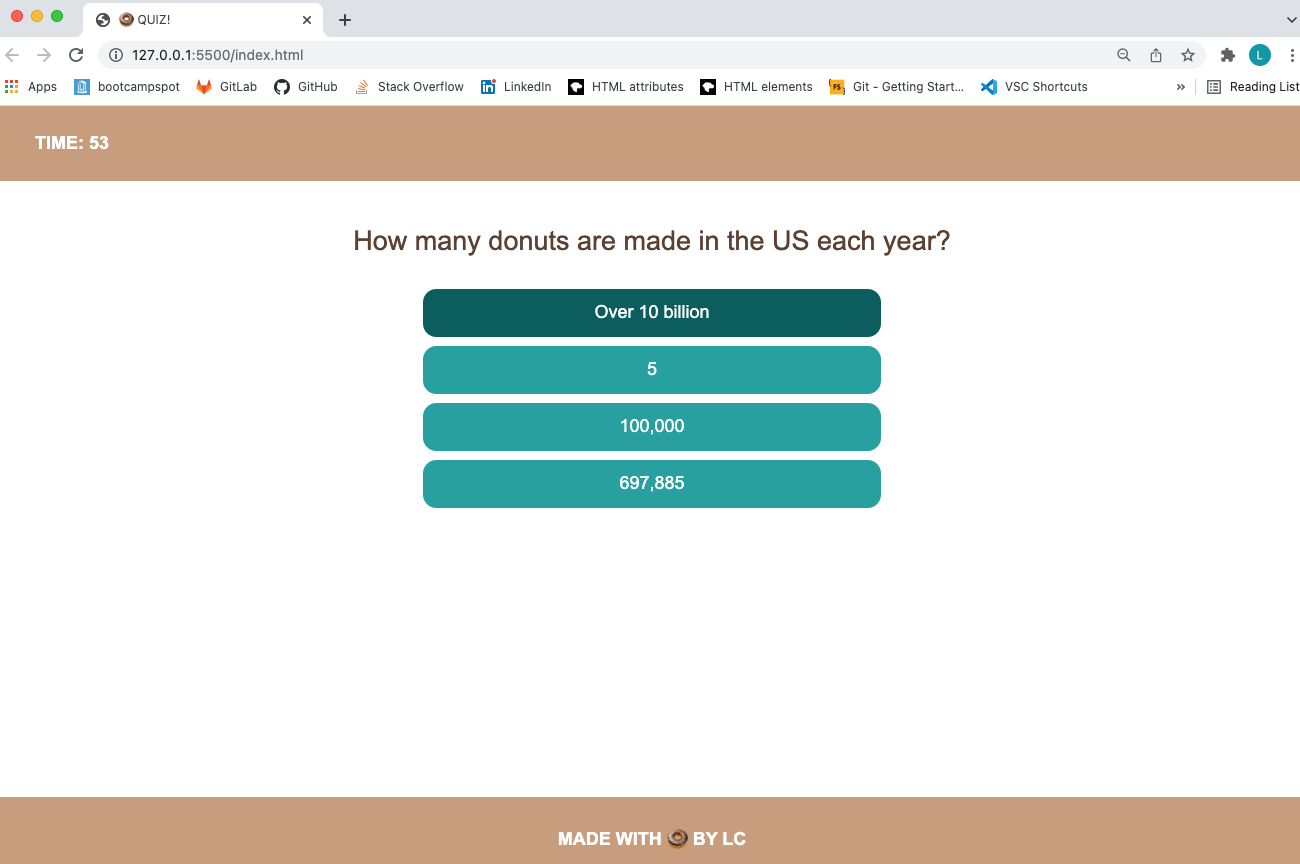 🍩 QUIZ!
127.0.0.1:5500/index.html
L
Apps bootcampspot GitLab GitHub Stack Overflow LinkedIn HTML attributes HTML elements Git - Getting Start... VSC Shortcuts » Reading List
TIME: 53
How many donuts are made in the US each year?
Over 10 billion
5
100,000
697,885
MADE WITH 🍩 BY LC